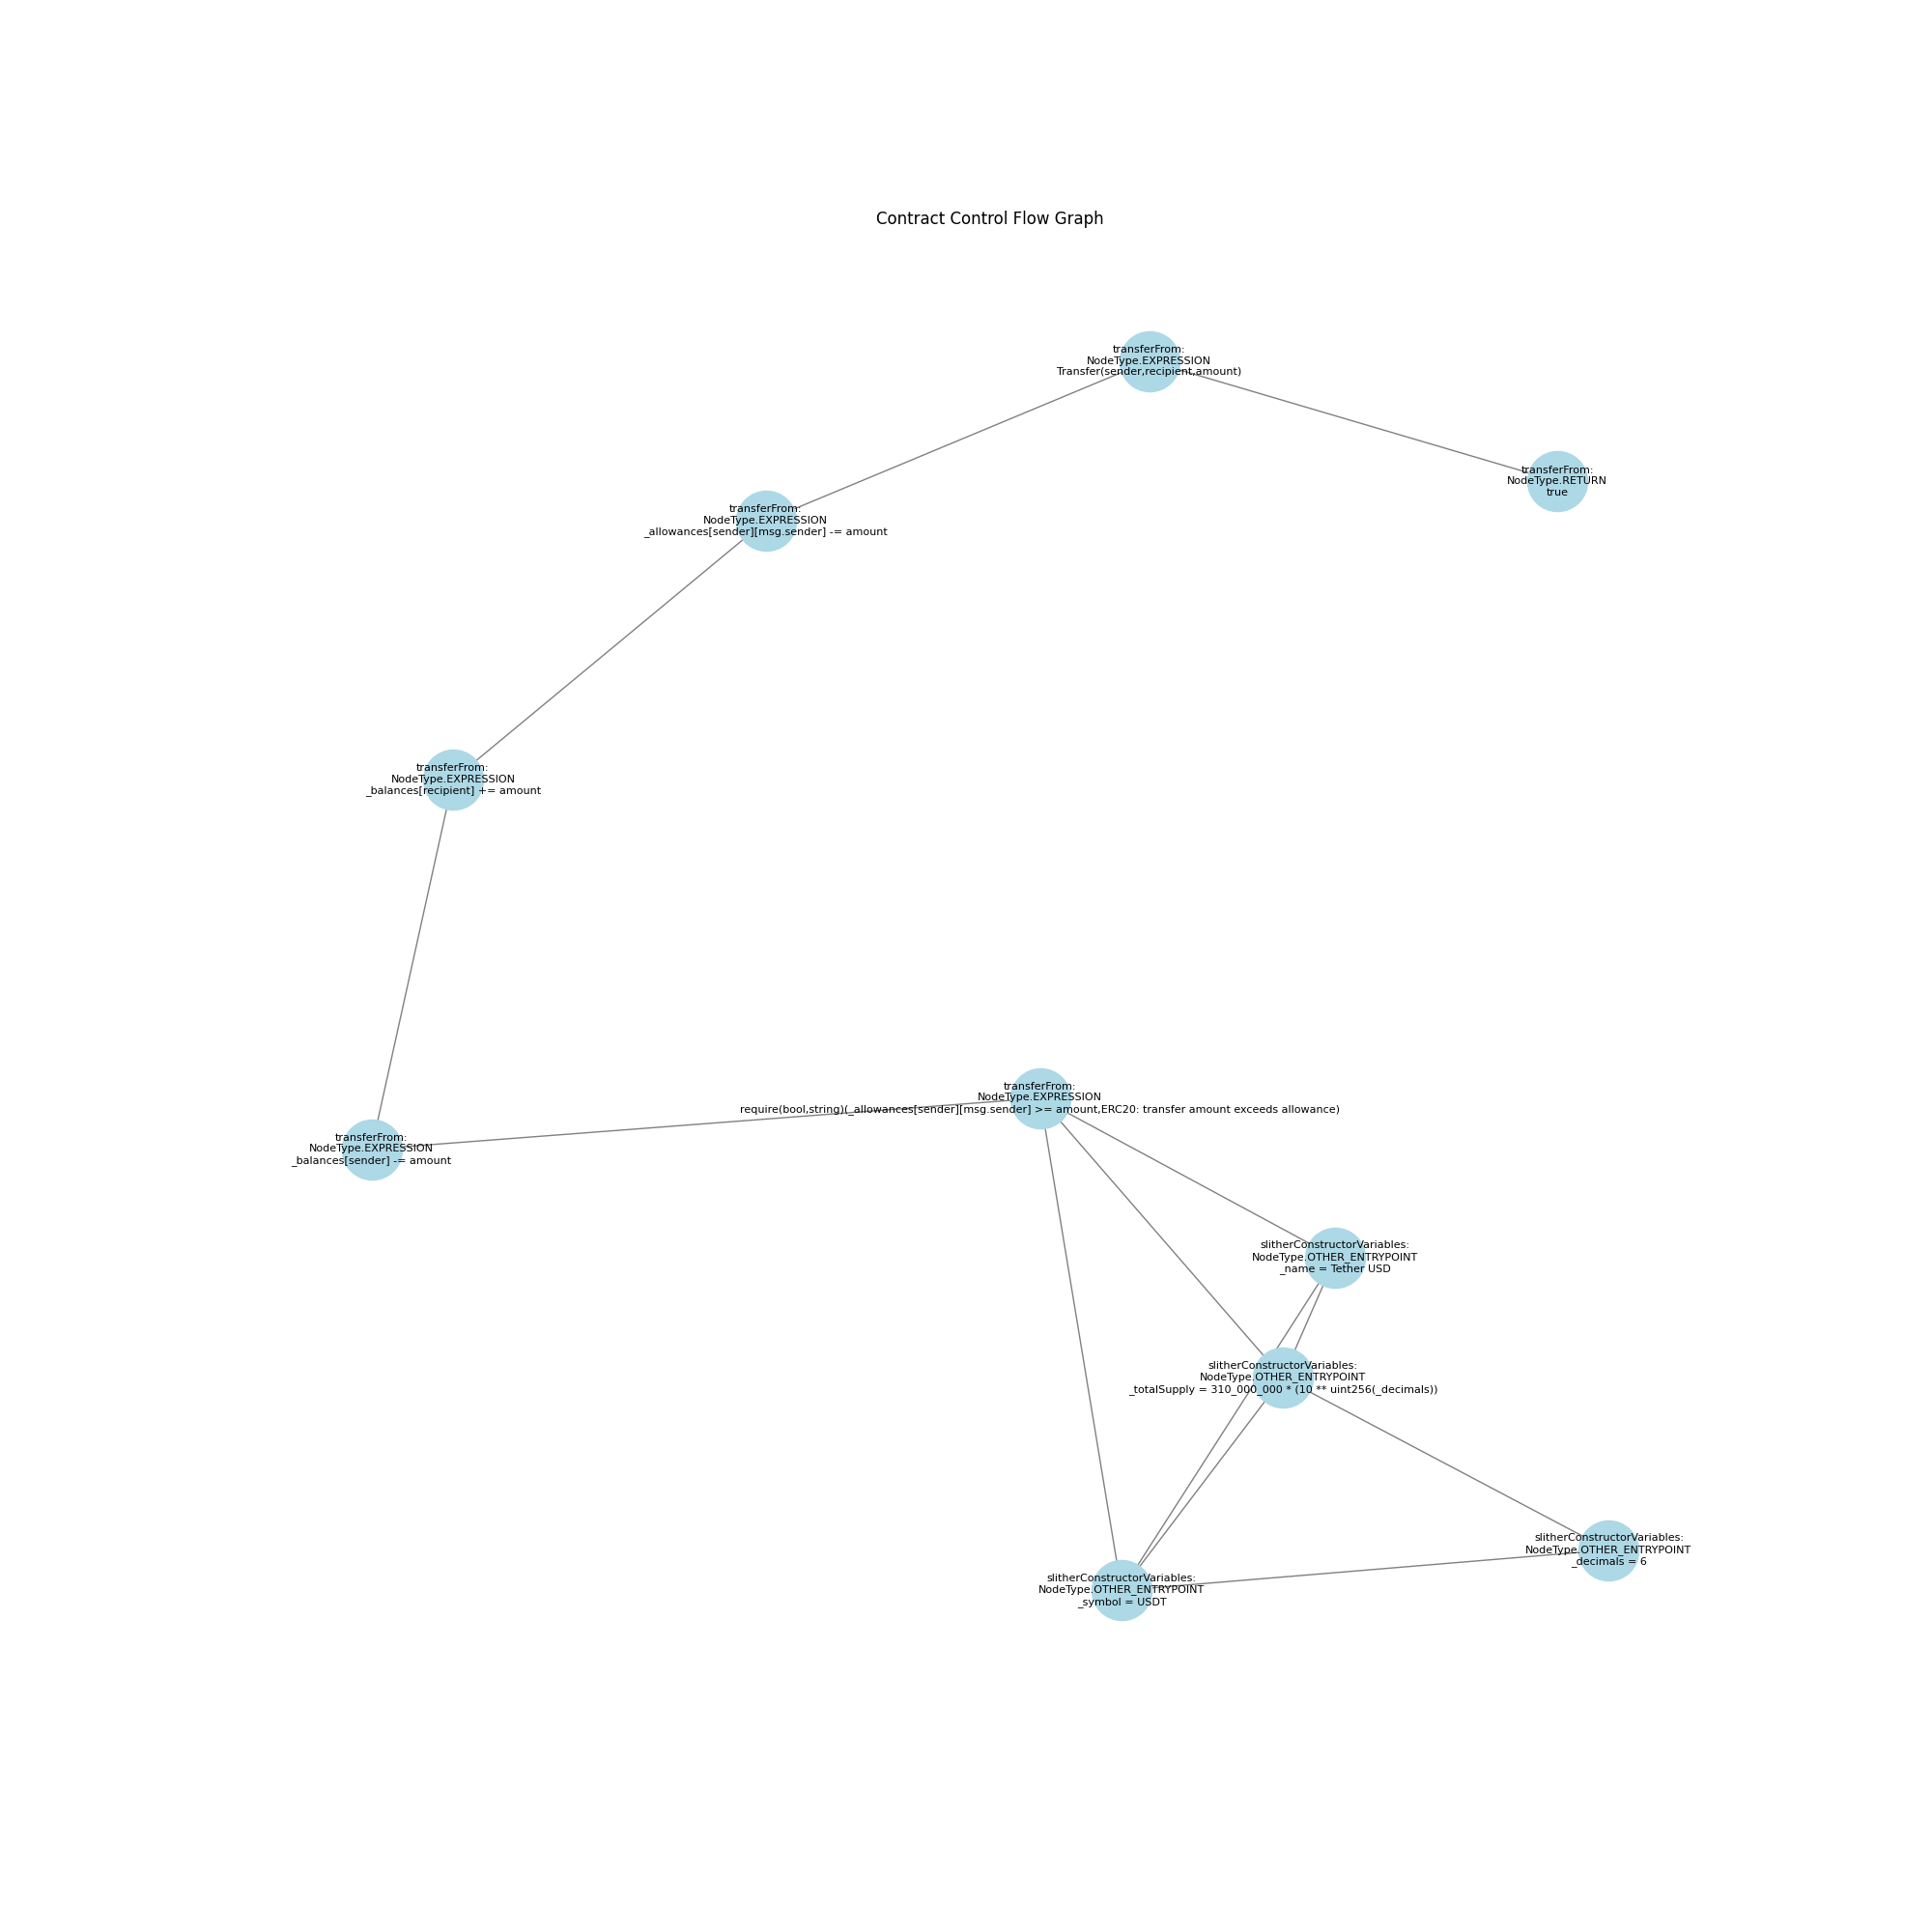 Contract Control Flow Graph
transferFrom:
NodeType.EXPRESSION
Transfer(sender,recipient,amount)
transferFrom:
NodeType.RETURN
true
transferFrom:
NodeType.EXPRESSION
_allowances[sender][msg.sender] -= amount
transferFrom:
NodeType.EXPRESSION
_balances[recipient] += amount
transferFrom:
NodeType.EXPRESSION
require(bool,string)(_allowances[sender][msg.sender] >= amount,ERC20: transfer amount exceeds allowance)
transferFrom:
NodeType.EXPRESSION
_balances[sender] -= amount
slitherConstructorVariables:
NodeType.OTHER_ENTRYPOINT
_name = Tether USD
slitherConstructorVariables:
NodeType.OTHER_ENTRYPOINT
_totalSupply = 310_000_000 * (10 ** uint256(_decimals))
slitherConstructorVariables:
NodeType.OTHER_ENTRYPOINT
_decimals = 6
slitherConstructorVariables:
NodeType.OTHER_ENTRYPOINT
_symbol = USDT